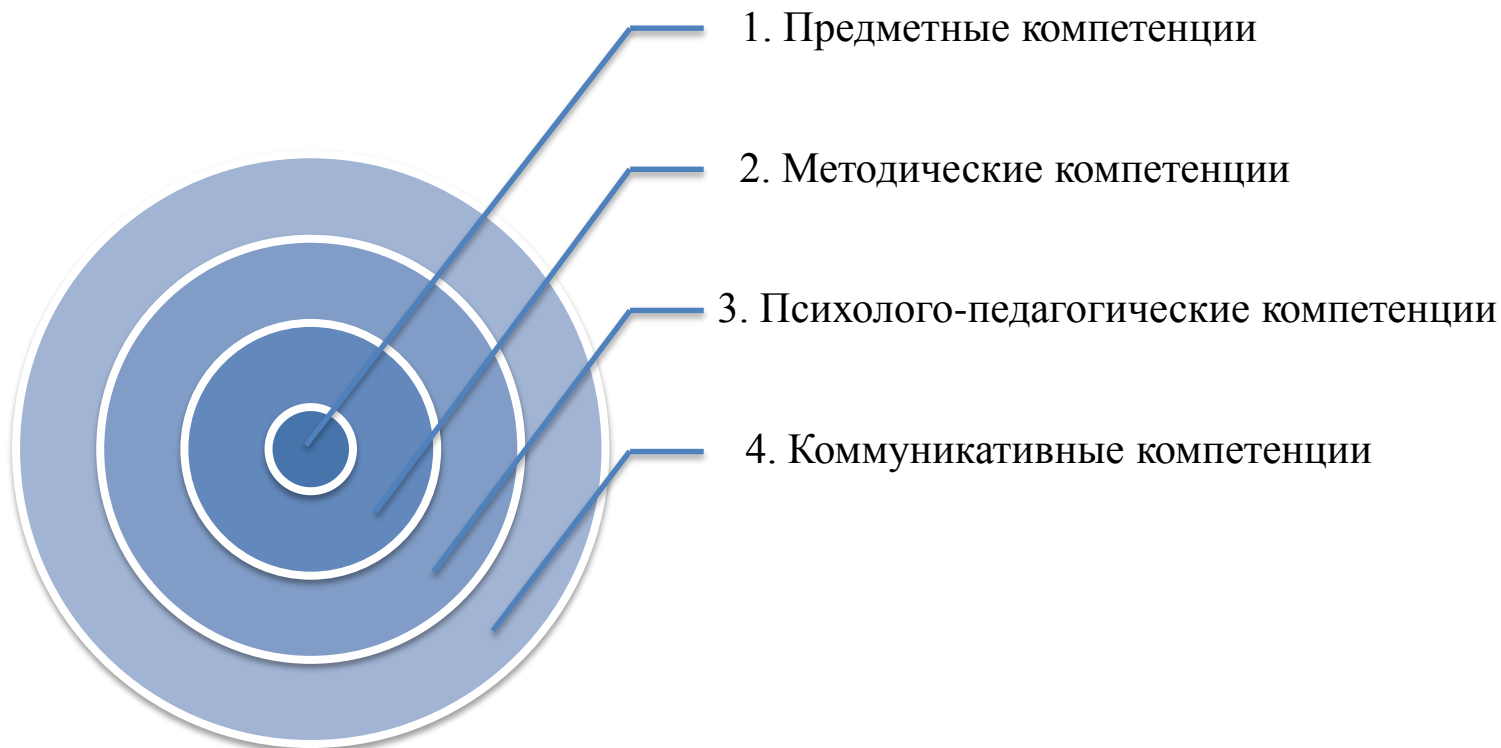 1. Предметные компетенции
2. Методические компетенции
3. Психолого-педагогические компетенции
4. Коммуникативные компетенции